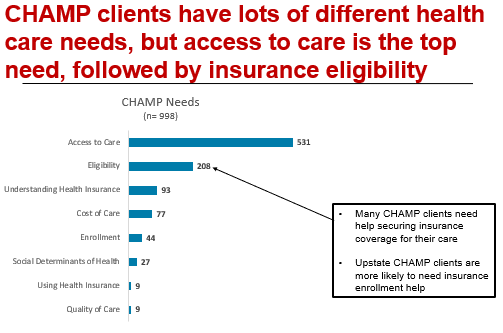 CHAMP clients have lots of different health
care needs, but access to care is the top
need, followed by insurance eligibility
CHAMP Needs
(n= 998)
Access to Care 531
Eligibility 208
Understanding Health Insurance 93
Cost of Care 77
Enrollment 44
Social Determinants of Health 27
Using Health Insurance 9
Quality of Care 9
• Many CHAMP clients need
help securing insurance
coverage for their care
• Upstate CHAMP clients are
more likely to need insurance
enrollment help